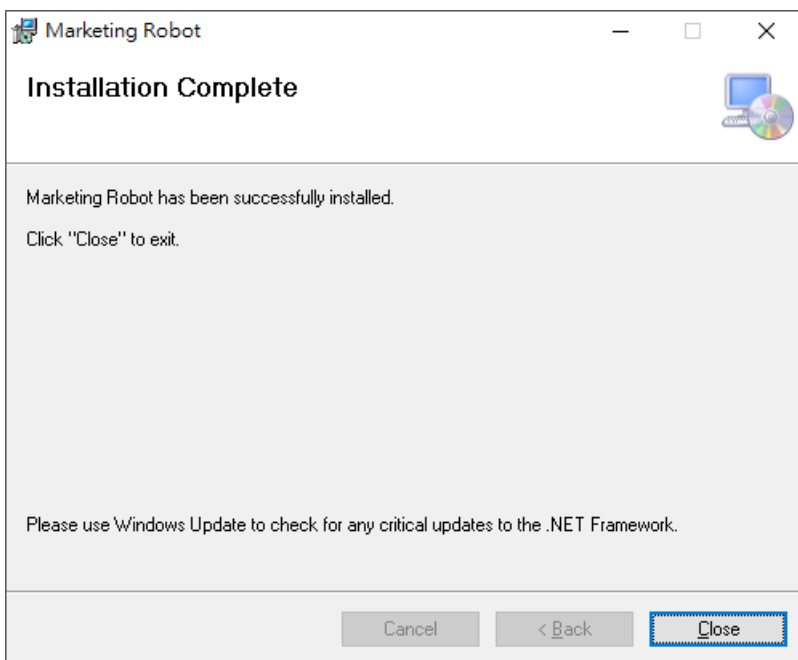 Marketing Robot
Installation Complete
Marketing Robot has been successfully installed.
Click "Close" to exit.
Please use Windows Update to check for any critical updates to the .NET Framework.
Cancel
< Back
Close